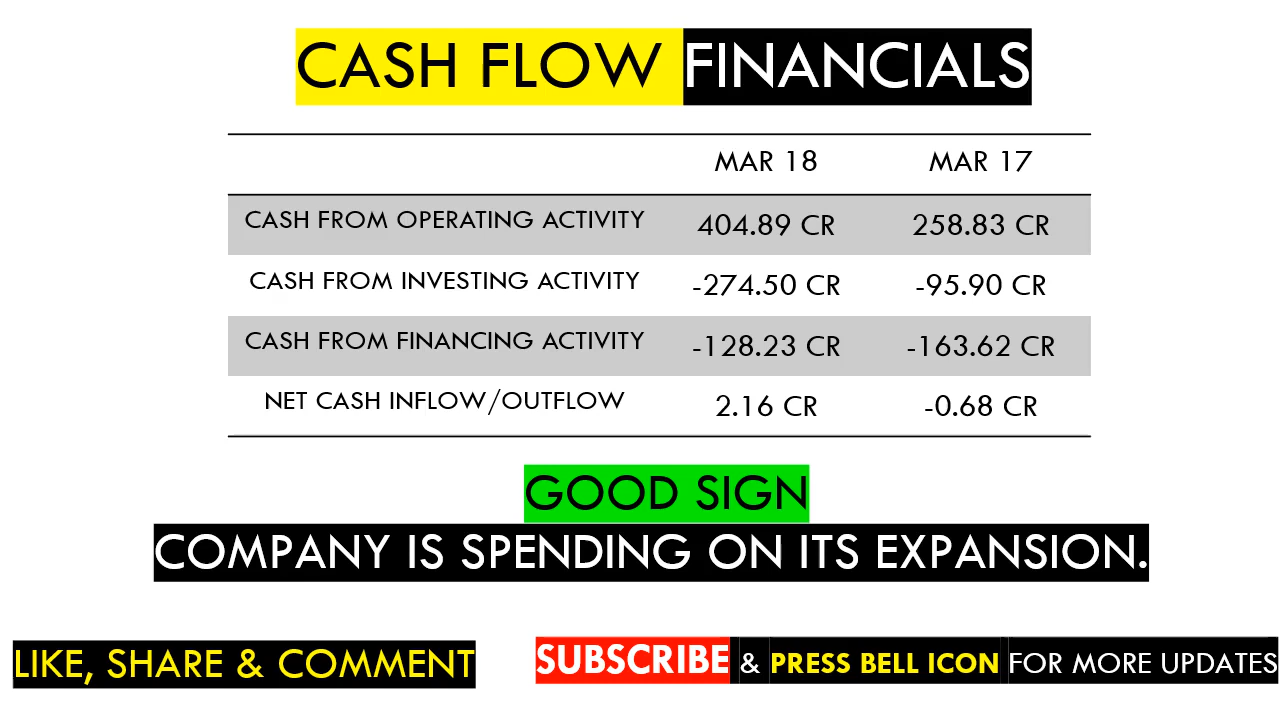 CASH FLOW FINANCIALS
MAR 18 MAR 17
CASH FROM OPERATING ACTIVITY 404.89 CR 258.83 CR
CASH FROM INVESTING ACTIVITY -274.50 CR -95.90 CR
CASH FROM FINANCING ACTIVITY -128.23 CR -163.62 CR
NET CASH INFLOW/OUTFLOW 2.16 CR -0.68 CR
GOOD SIGN
COMPANY IS SPENDING ON ITS EXPANSION.
LIKE, SHARE & COMMENT SUBSCRIBE & PRESS BELL ICON FOR MORE UPDATES